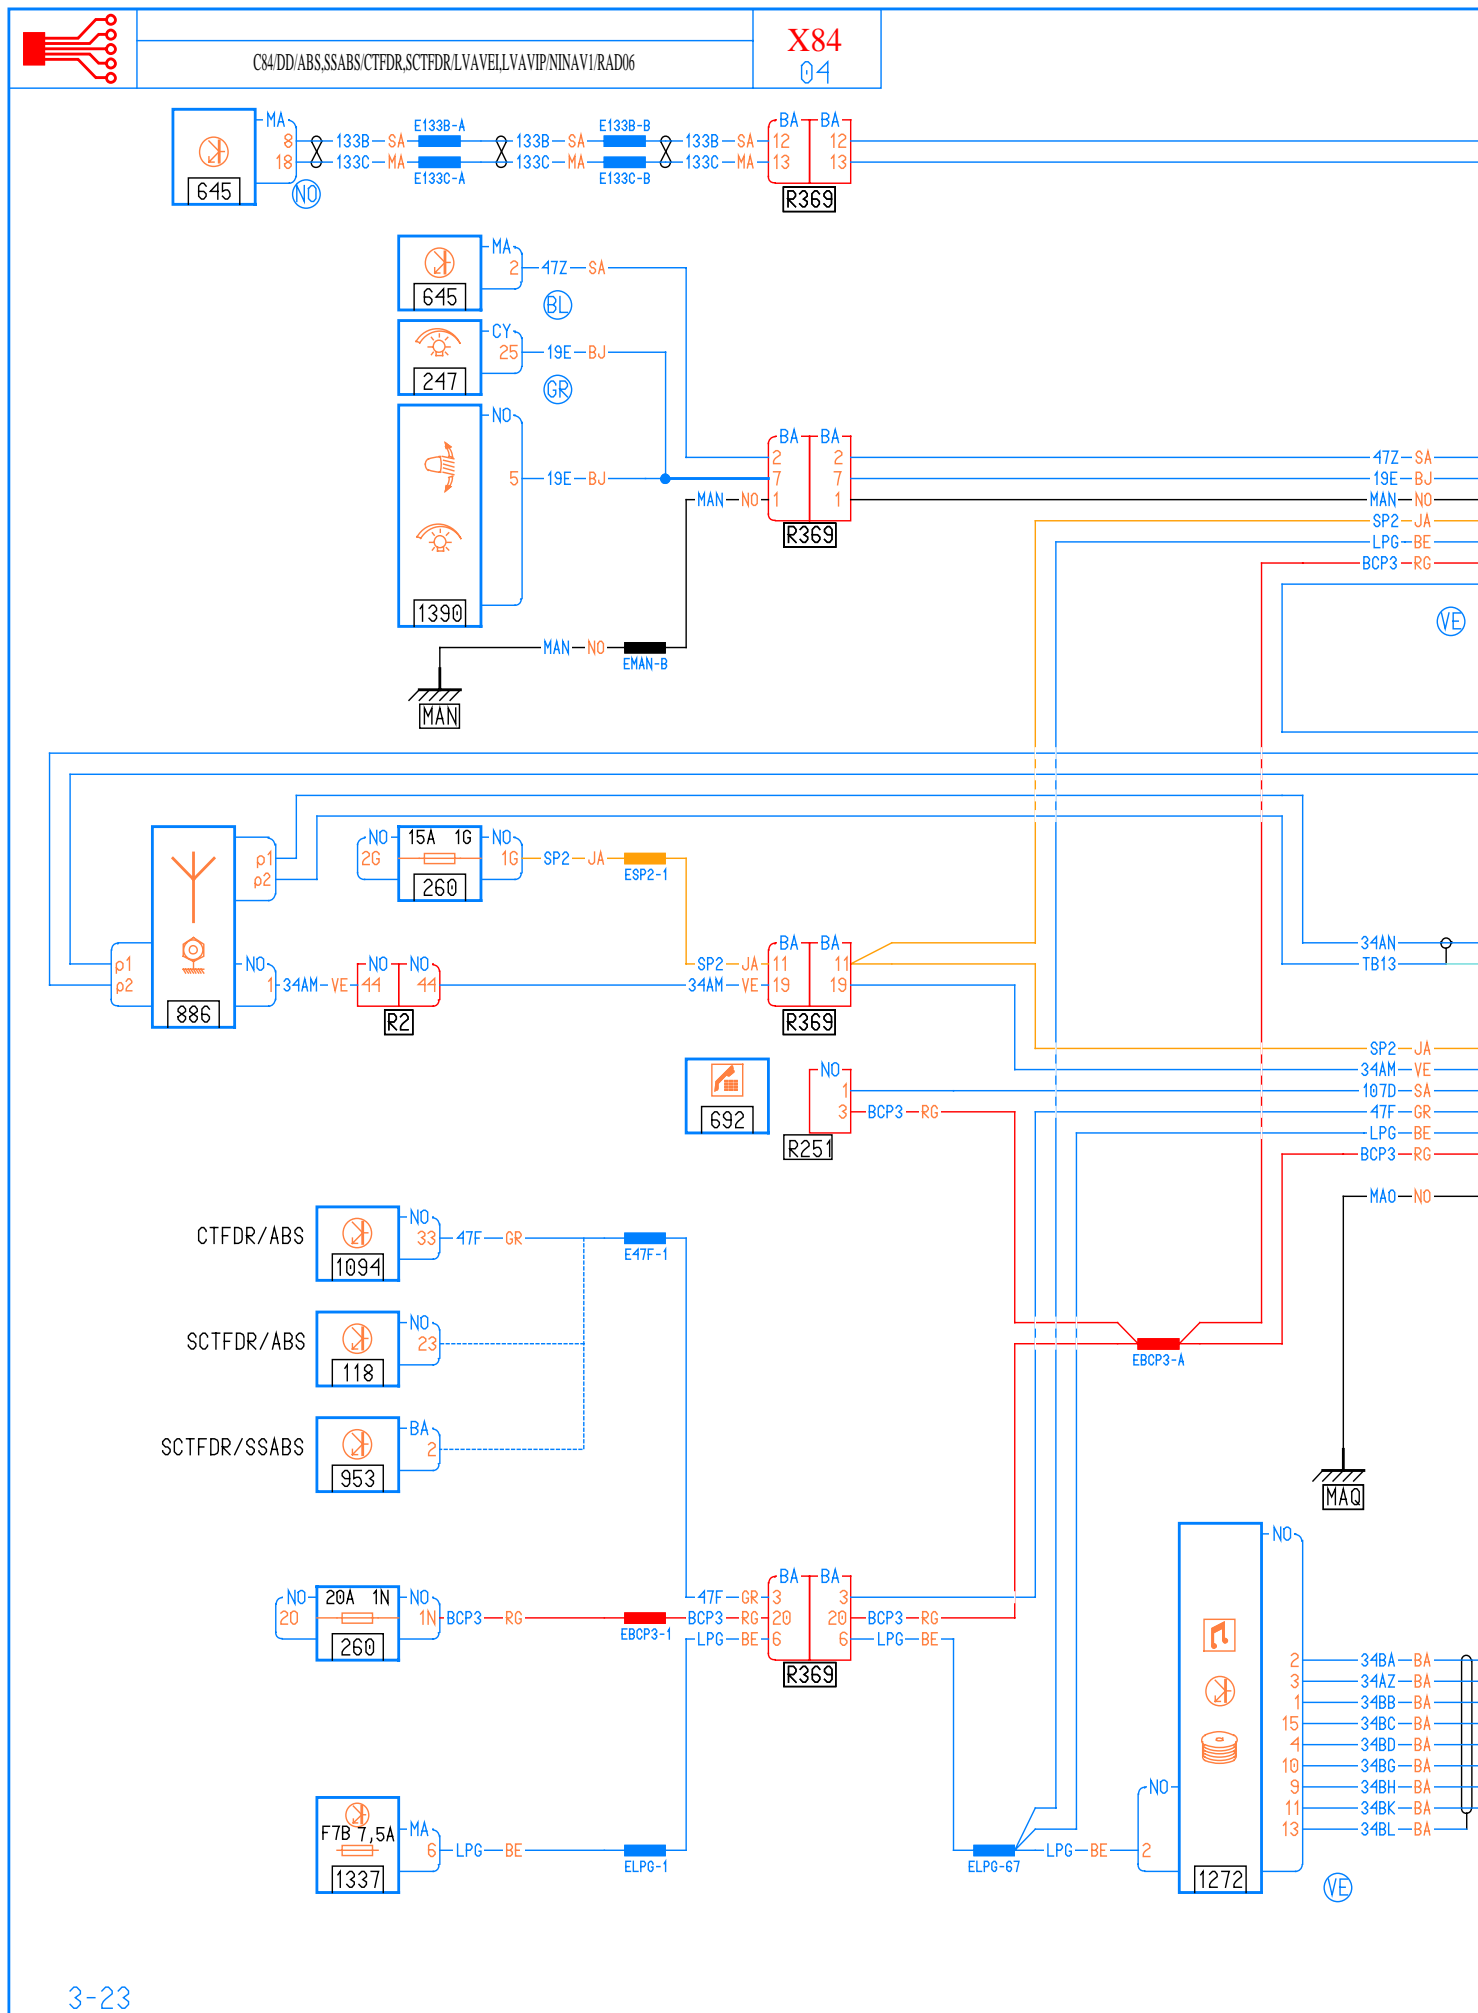 X84
C84/DD/ABS,SSABS/CTFDR,SCTFDR/LVAVEL,LVAVIP/NINAV1/RAD06
04
MA BA BA
8 133B SA E133B-A 133B SA E133B-B 133B SA 12 12
18 133C MA E133C-A 133C MA E133C-B 133C MA 13 13
645 NO R369
MA
2 47Z SA
645 BL
CY
25 19E BJ
247 GR
NO BA BA
2 2 47Z SA
5 19E BJ 7 7 19E BJ
MAN NO 1 1 MAN NO
R369 SP2 JA
LPG BE
BCP3 RG
1390 VE
MAN NO EMAN-B
MAN
NO 15A 1G NO
p1 2G 1G SP2 JA ESP2-1
p2 260
BA BA 34AN
p1 NO NO NO SP2 JA 11 11 TB13
p2 1 34AM VE 44 44 34AM VE 19 19
886 R2 R369
SP2 JA
NO 34AM VE
1 107D SA
692 3 BCP3 RG 47F GR
R251 LPG BE
BCP3 RG
MAO NO
CTFDR/ABS NO 33 47F GR E47F-1
1094
SCTFDR/ABS NO 23
118
EBCP3-A
SCTFDR/SSABS BA 2
953
MAQ
NO
NO 20A 1N NO BA BA
47F GR 3 3
20 1N BCP3 RG EBCP3-1 BCP3 RG 20 20 BCP3 RG
260 LPG BE 6 6 LPG BE
R369
2 34BA BA
3 34AZ BA
1 34BB BA
15 34BC BA
4 34BD BA
10 34BG BA
NO 9 34BH BA
11 34BK BA
F7B 7,5A MA 13 34BL BA
6 LPG BE ELPG-1 ELPG-67 LPG BE 2
1337 1272 VE
3-23